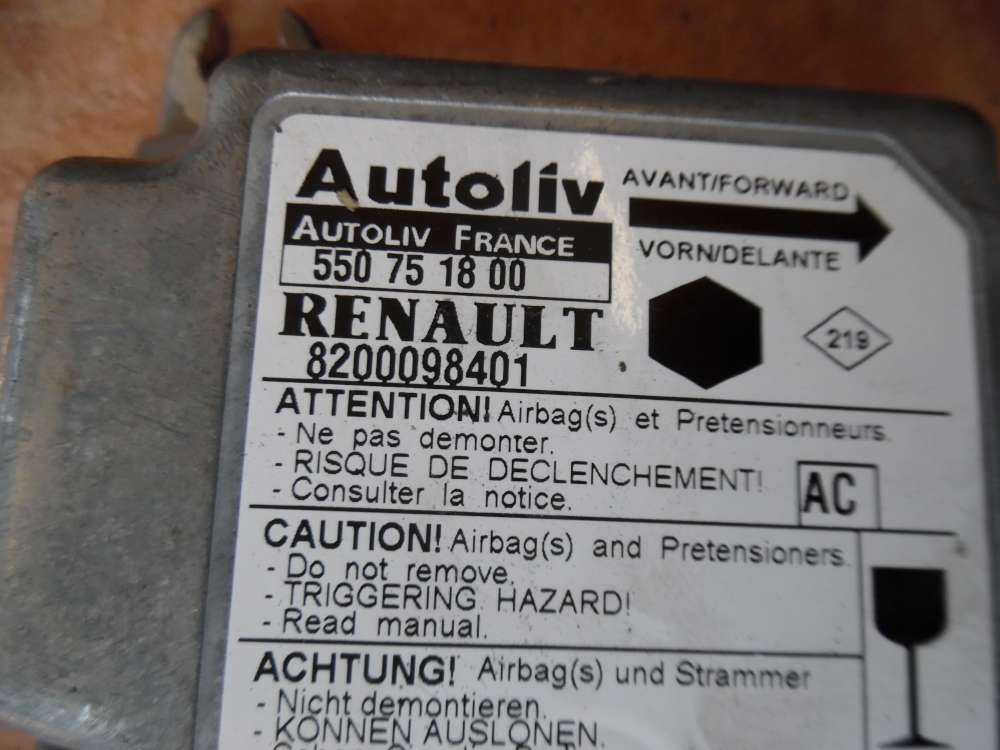 Autoliv
AUTOLIV FRANCE
550 75 18 00
RENAULT
8200098401
AVANT/FORWARD
VORN/DELANTE
219
ATTENTION! Airbag(s) et Pretensionneurs.
- Ne pas demonter.
- RISQUE DE DECLENCHEMENT!
- Consulter la notice.
AC
CAUTION! Airbag(s) and Pretensioners.
- Do not remove.
- TRIGGERING HAZARD!
- Read manual.
ACHTUNG! Airbag(s) und Strammer
- Nicht demontieren.
- KONNEN AUSLONEN.